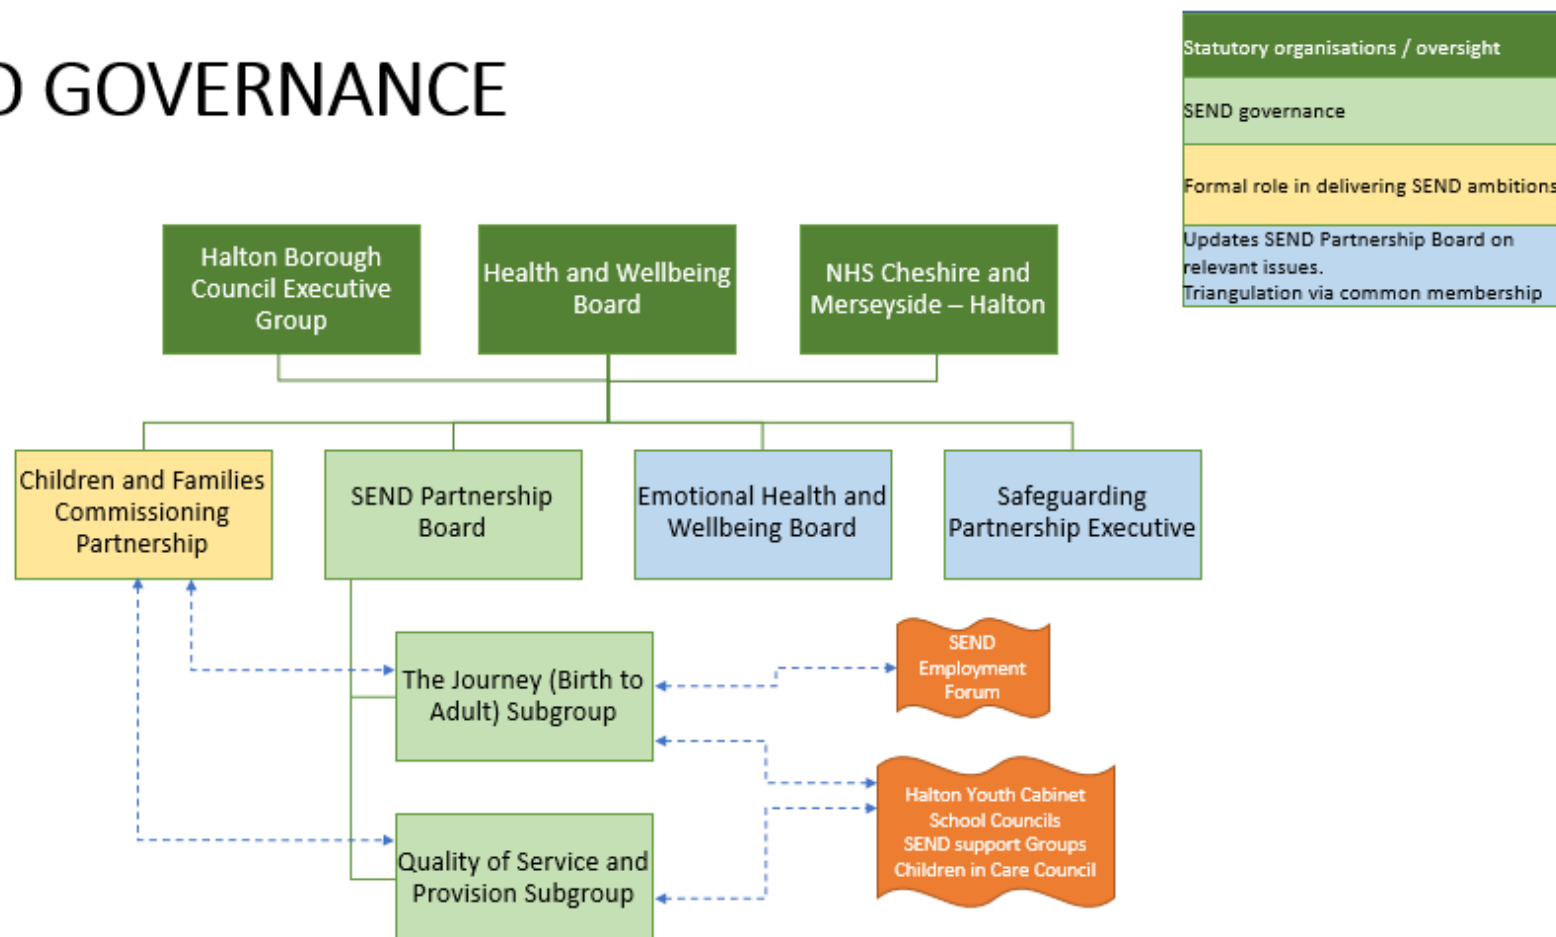 D GOVERNANCE
Statutory organisations / oversight
SEND governance
Formal role in delivering SEND ambitions
Updates SEND Partnership Board on
relevant issues.
Triangulation via common membership
Halton Borough
Council Executive
Group
Health and Wellbeing
Board
NHS Cheshire and
Merseyside – Halton
Children and Families
Commissioning
Partnership
SEND Partnership
Board
Emotional Health and
Wellbeing Board
Safeguarding
Partnership Executive
The Journey (Birth to
Adult) Subgroup
SEND
Employment
Forum
Quality of Service and
Provision Subgroup
Halton Youth Cabinet
School Councils
SEND support Groups
Children in Care Council